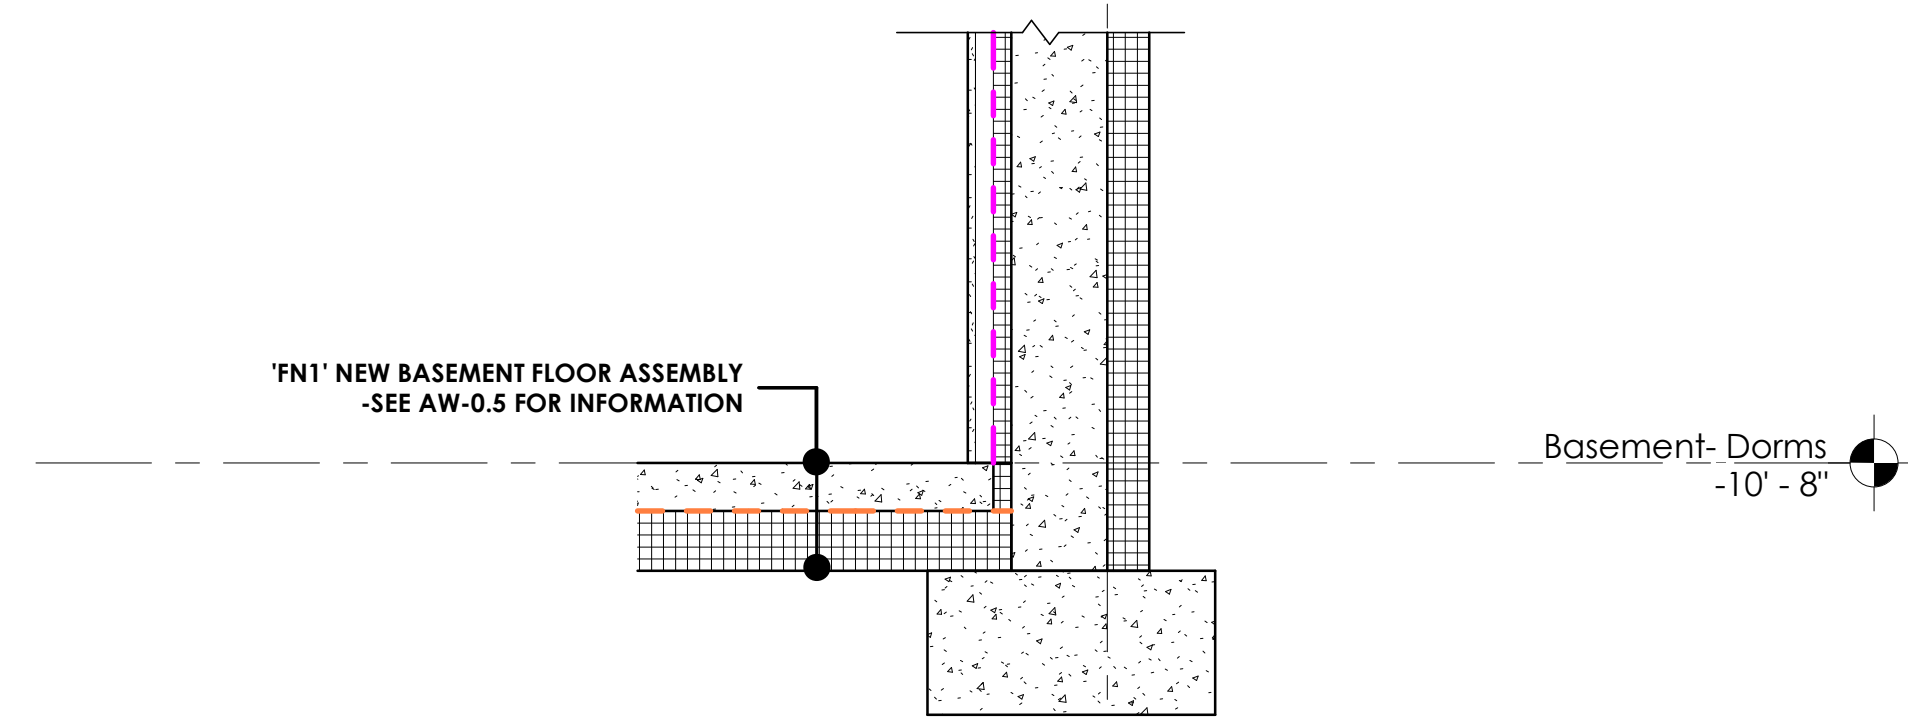 'FN1' NEW BASEMENT FLOOR ASSEMBLY
-SEE AW-0.5 FOR INFORMATION
Basement- Dorms
-10' - 8"